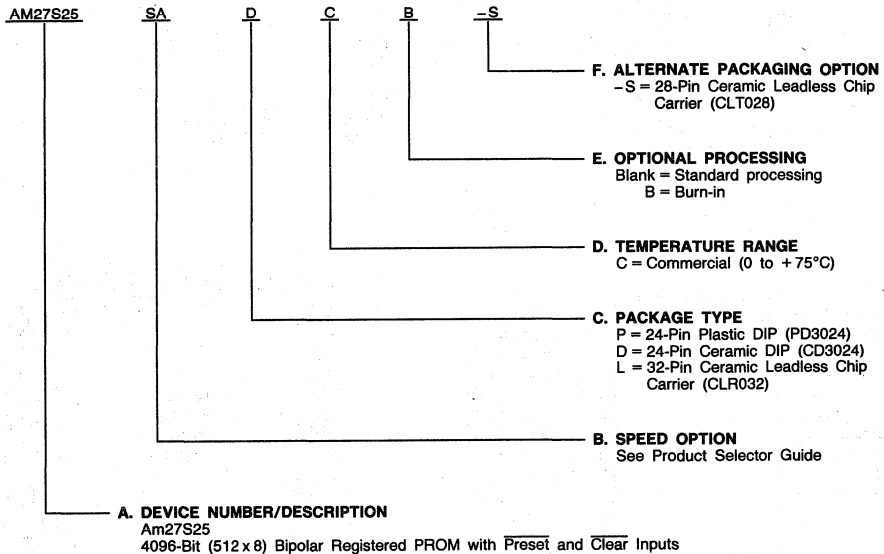 AM27S25 SA D C B –S
F. ALTERNATE PACKAGING OPTION
–S = 28-Pin Ceramic Leadless Chip
Carrier (CLT028)
E. OPTIONAL PROCESSING
Blank = Standard processing
B = Burn-in
D. TEMPERATURE RANGE
C = Commercial (0 to +75°C)
C. PACKAGE TYPE
P = 24-Pin Plastic DIP (PD3024)
D = 24-Pin Ceramic DIP (CD3024)
L = 32-Pin Ceramic Leadless Chip
Carrier (CLR032)
B. SPEED OPTION
See Product Selector Guide
A. DEVICE NUMBER/DESCRIPTION
Am27S25
4096-Bit (512 x 8) Bipolar Registered PROM with Preset and Clear Inputs